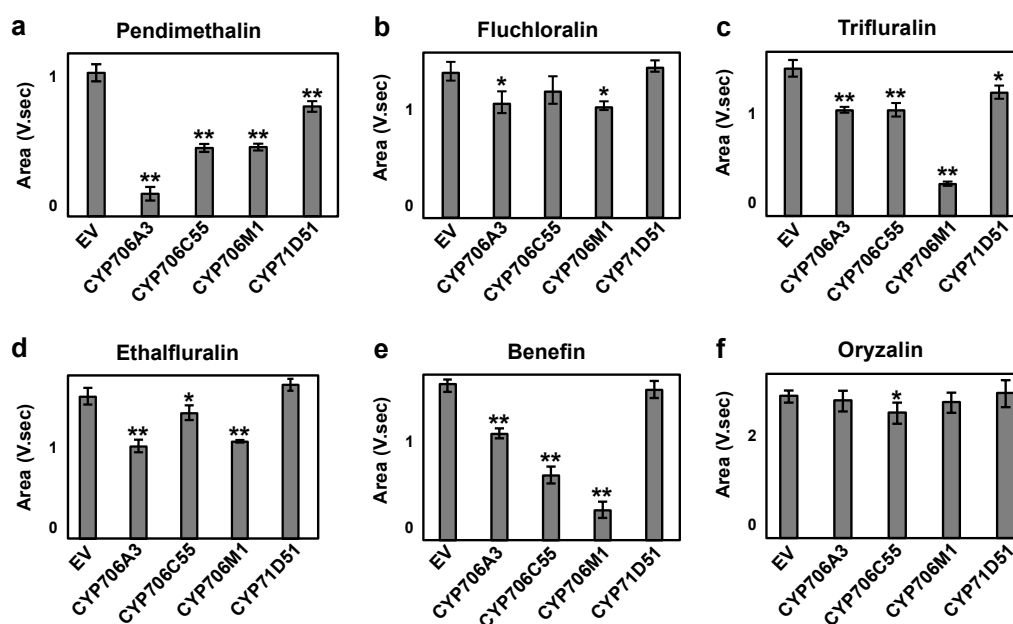 a Pendimethalin
Area (V.sec)
1
0
**
**
**
**
EV
CYP706A3
CYP706C55
CYP706M1
CYP71D51
b Fluchloralin
Area (V.sec)
1
0
*
*
EV
CYP706A3
CYP706C55
CYP706M1
CYP71D51
c Trifluralin
Area (V.sec)
1
0
**
**
**
*
EV
CYP706A3
CYP706C55
CYP706M1
CYP71D51
d Ethalfluralin
Area (V.sec)
1
0
**
*
**
EV
CYP706A3
CYP706C55
CYP706M1
CYP71D51
e Benefin
Area (V.sec)
1
0
**
**
**
EV
CYP706A3
CYP706C55
CYP706M1
CYP71D51
f Oryzalin
Area (V.sec)
2
0
*
EV
CYP706A3
CYP706C55
CYP706M1
CYP71D51